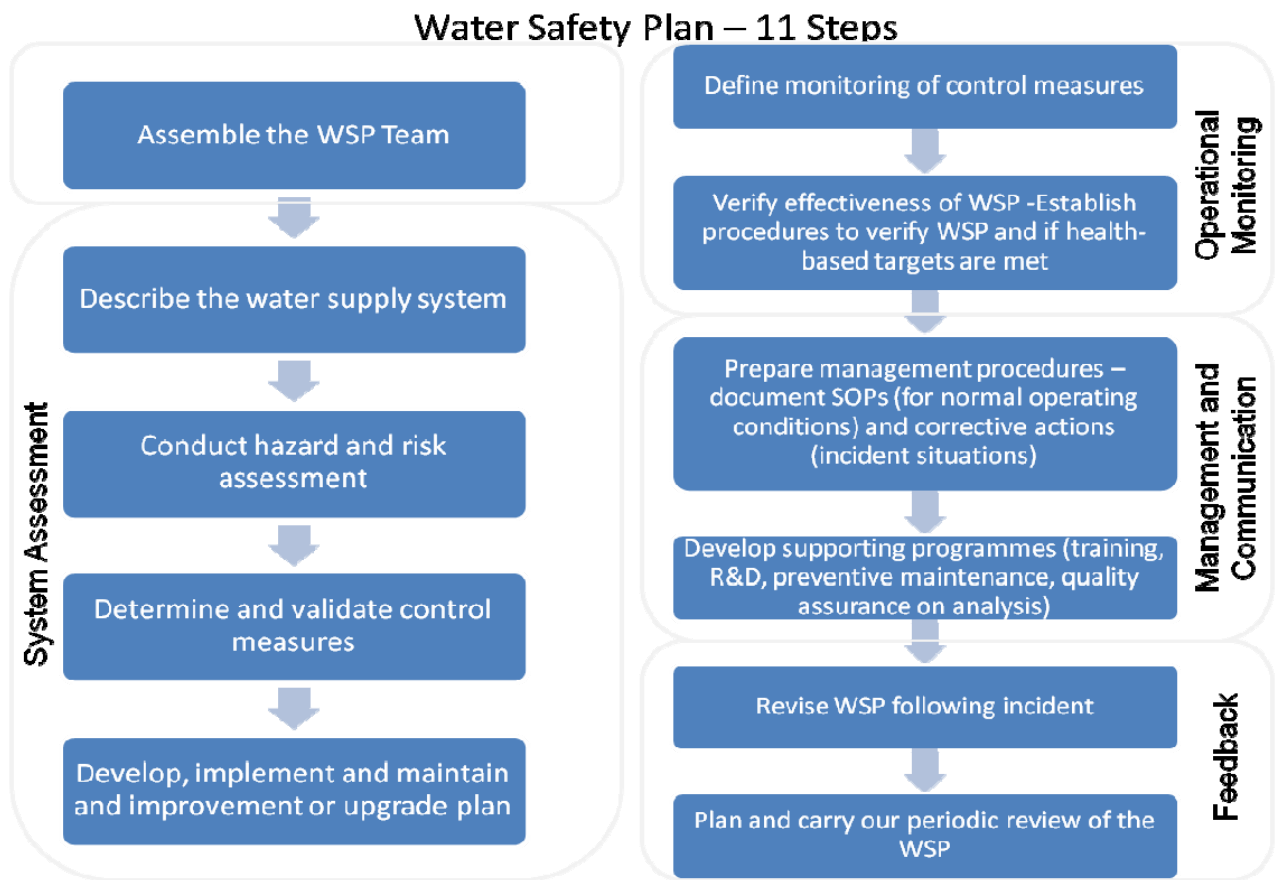 Water Safety Plan – 11 Steps
Assemble the WSP Team
System Assessment
Describe the water supply system
Conduct hazard and risk
assessment
Determine and validate control
measures
Develop, implement and maintain
and improvement or upgrade plan
Operational
Monitoring
Define monitoring of control measures
Verify effectiveness of WSP -Establish
procedures to verify WSP and if health-
based targets are met
Management and
Communication
Prepare management procedures –
document SOPs (for normal operating
conditions) and corrective actions
(incident situations)
Develop supporting programmes (training,
R&D, preventive maintenance, quality
assurance on analysis)
Feedback
Revise WSP following incident
Plan and carry our periodic review of the
WSP